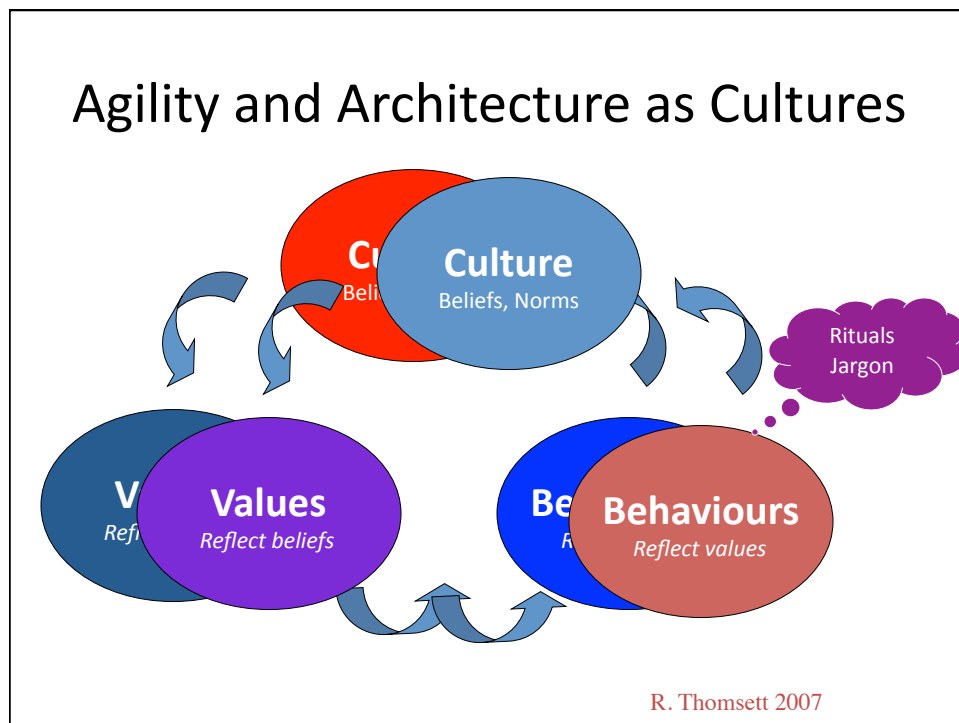 Agility and Architecture as Cultures
Culture
Beliefs, Norms
Rituals
Jargon
Values
Reflect beliefs
Behaviours
Reflect values
R. Thomsett 2007